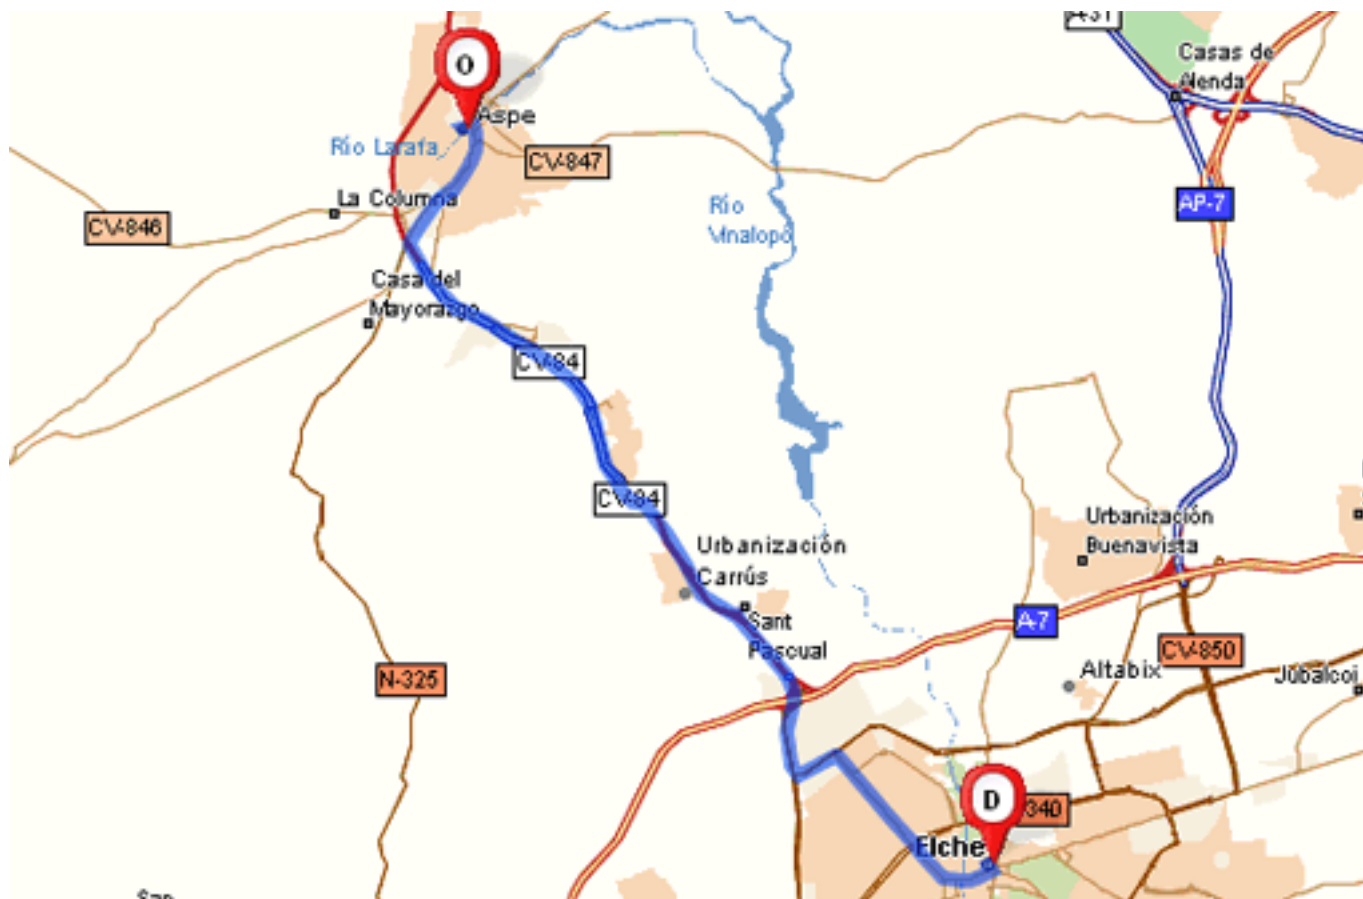 A-31
Casas de
Alenda
O
Aspe
Río Larafa
CV-847
La Columna
CV-846
Río
Vinalopó
AP-7
Casa del
Mayorazgo
CV-84
CV-84
Urbanización
Buenavista
Urbanización
Carrús
Sant
Pascual
A-7
CV-850
N-325
Altabix
Jubalcoi
D
340
Elche